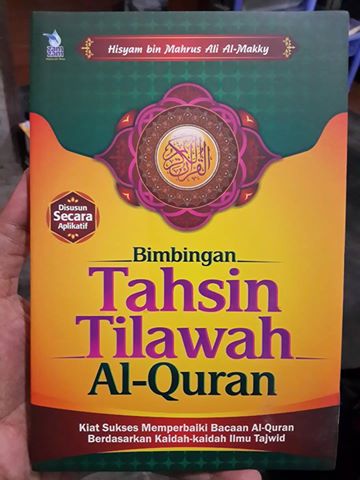 Hisyam bin Mahrus Ali Al-Makky
Disusun
Secara
Aplikatif
Bimbingan
Tahsin
Tilawah
Al-Quran
Kiat Sukses Memperbaiki Bacaan Al-Quran
Berdasarkan Kaidah-kaidah Ilmu Tajwid